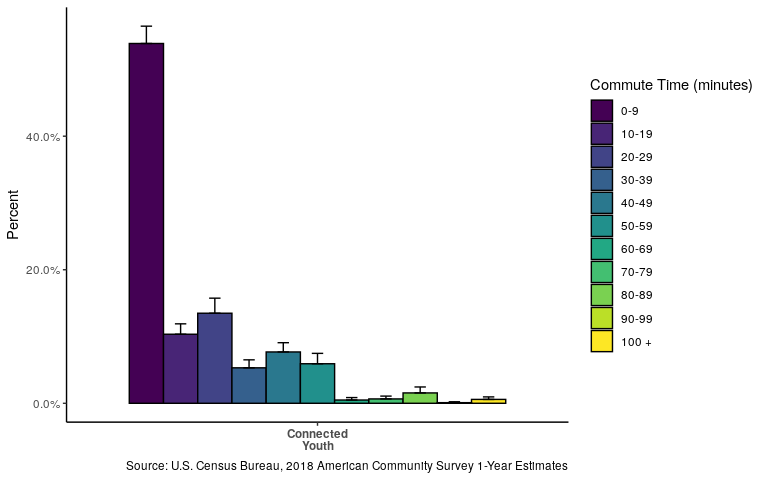 Percent
40.0%
20.0%
0.0%
Connected
Youth
Source: U.S. Census Bureau, 2018 American Community Survey 1-Year Estimates
Commute Time (minutes)
0-9
10-19
20-29
30-39
40-49
50-59
60-69
70-79
80-89
90-99
100 +